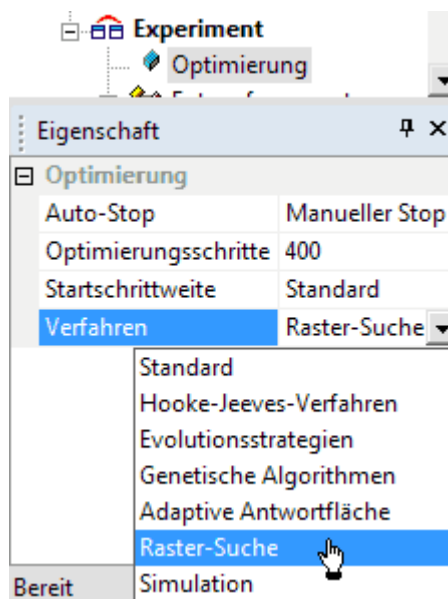 Experiment
Optimierung
Eigenschaft
Optimierung
Auto-Stop Manueller Stop
Optimierungsschritte 400
Startschrittweite Standard
Verfahren Raster-Suche
Standard
Hooke-Jeeves-Verfahren
Evolutionsstrategien
Genetische Algorithmen
Adaptive Antwortfläche
Raster-Suche
Bereit Simulation